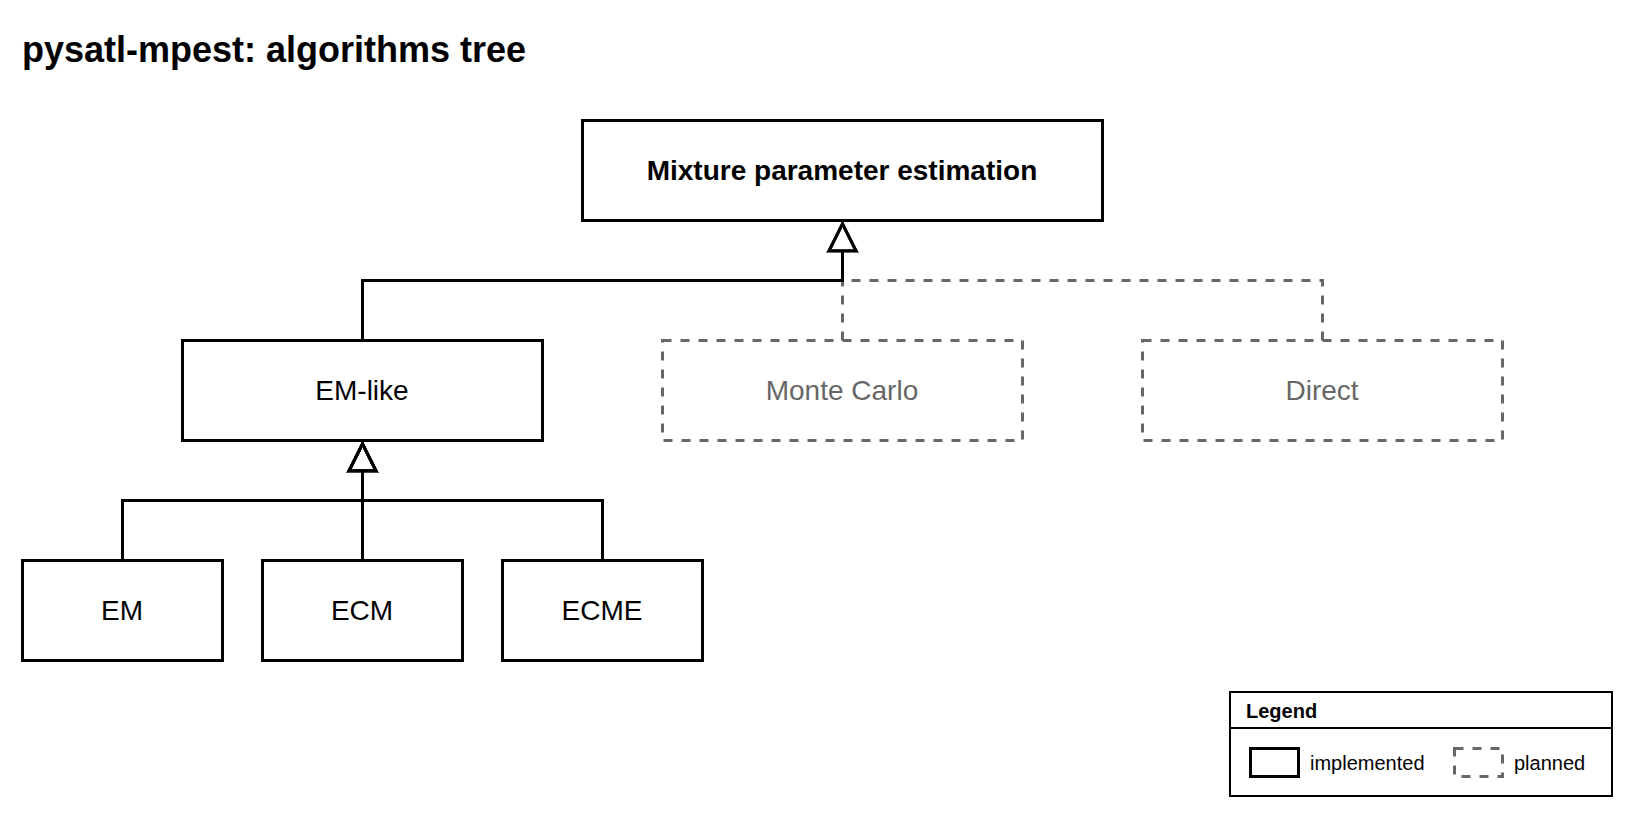 pysatl-mpest: algorithms tree
Mixture parameter estimation
EM-like
Monte Carlo
Direct
EM
ECM
ECME
Legend
implemented
planned